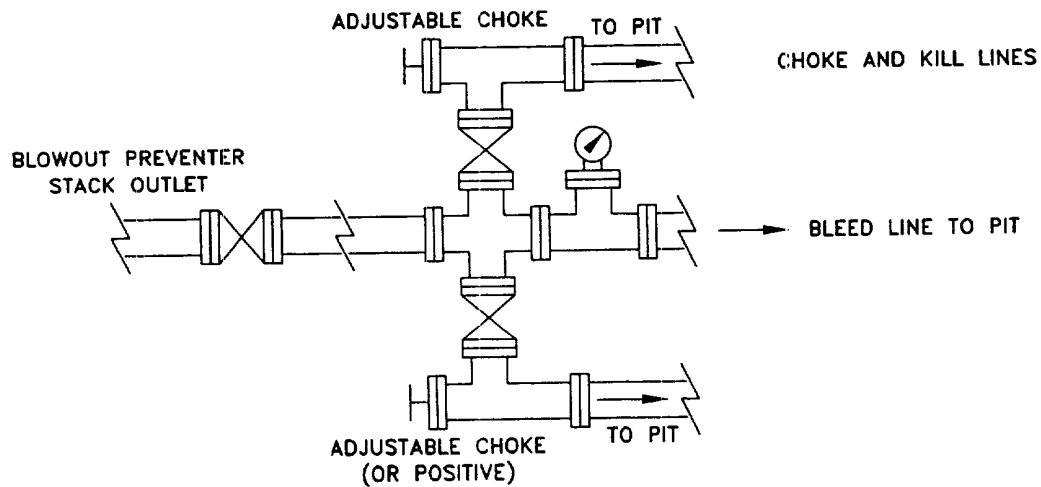 ADJUSTABLE CHOKE
TO PIT
CHOKE AND KILL LINES
BLOWOUT PREVENTER
STACK OUTLET
BLEED LINE TO PIT
ADJUSTABLE CHOKE
(OR POSITIVE)
TO PIT